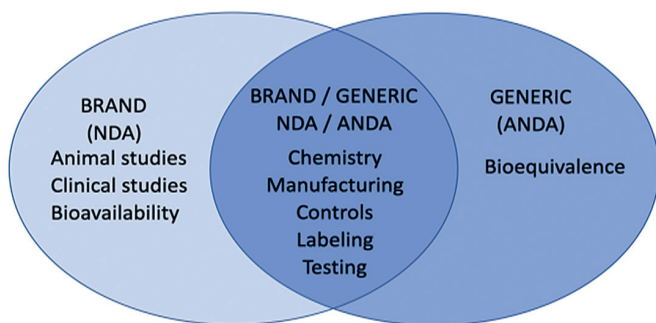 BRAND
(NDA)
Animal studies
Clinical studies
Bioavailability
BRAND / GENERIC
NDA / ANDA
Chemistry
Manufacturing
Controls
Labeling
Testing
GENERIC
(ANDA)
Bioequivalence